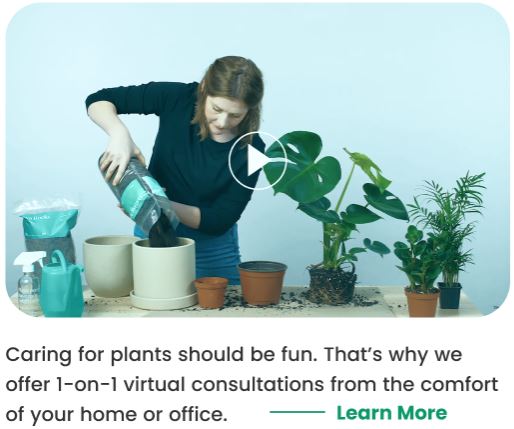 Caring for plants should be fun. That's why we
offer 1-on-1 virtual consultations from the comfort
of your home or office. Learn More